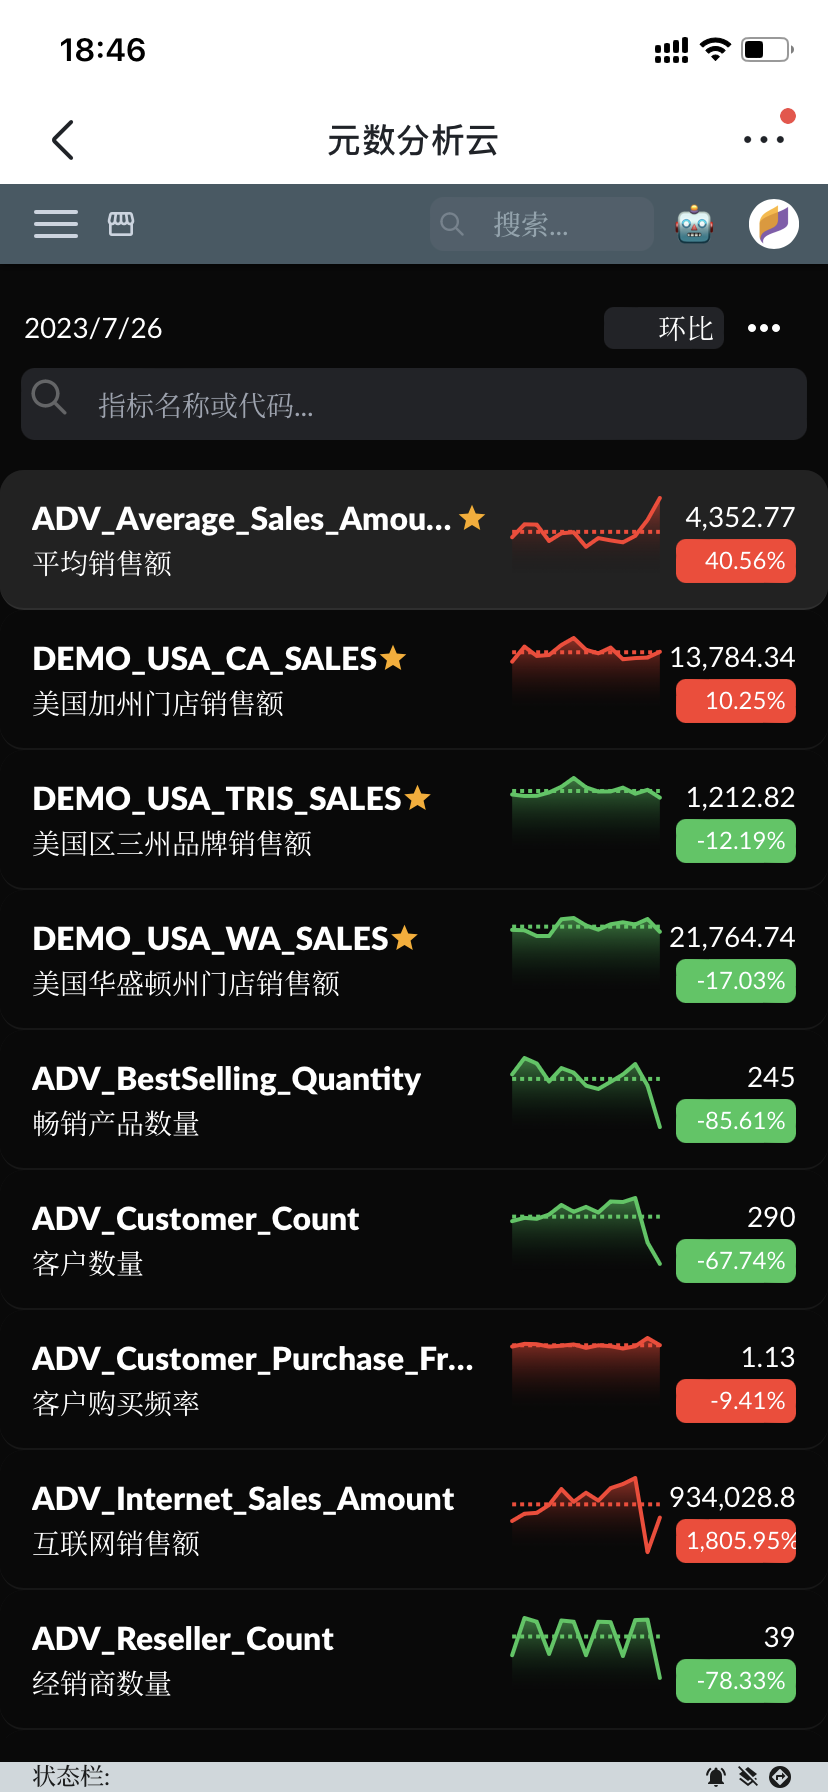 18:46
元数分析云
搜索...
2023/7/26
环比
指标名称或代码...
ADV_Average_Sales_Amou...
4,352.77
平均销售额
40.56%
DEMO_USA_CA_SALES
13,784.34
美国加州门店销售额
10.25%
DEMO_USA_TRIS_SALES
1,212.82
美国区三州品牌销售额
-12.19%
DEMO_USA_WA_SALES
21,764.74
美国华盛顿州门店销售额
-17.03%
ADV_BestSelling_Quantity
245
畅销产品数量
-85.61%
ADV_Customer_Count
290
客户数量
-67.74%
ADV_Customer_Purchase_Fr...
1.13
客户购买频率
-9.41%
ADV_Internet_Sales_Amount
934,028.8
互联网销售额
1,805.95%
ADV_Reseller_Count
39
经销商数量
-78.33%
状态栏: